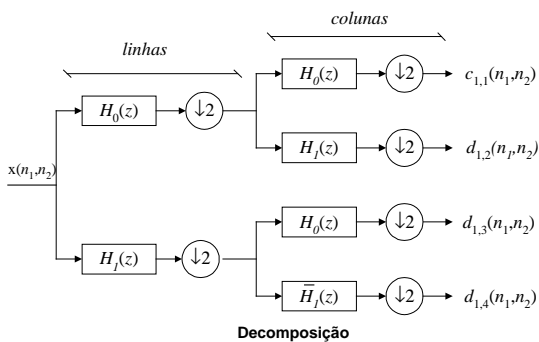 colunas
linhas
H₀(z) ↓2 c₁,₁(n₁,n₂)
H₀(z) ↓2
H₁(z) ↓2 d₁,₂(n₁,n₂)
x(n₁,n₂)
H₀(z) ↓2 d₁,₃(n₁,n₂)
H₁(z) ↓2
H̅₁(z) ↓2 d₁,₄(n₁,n₂)
Decomposição